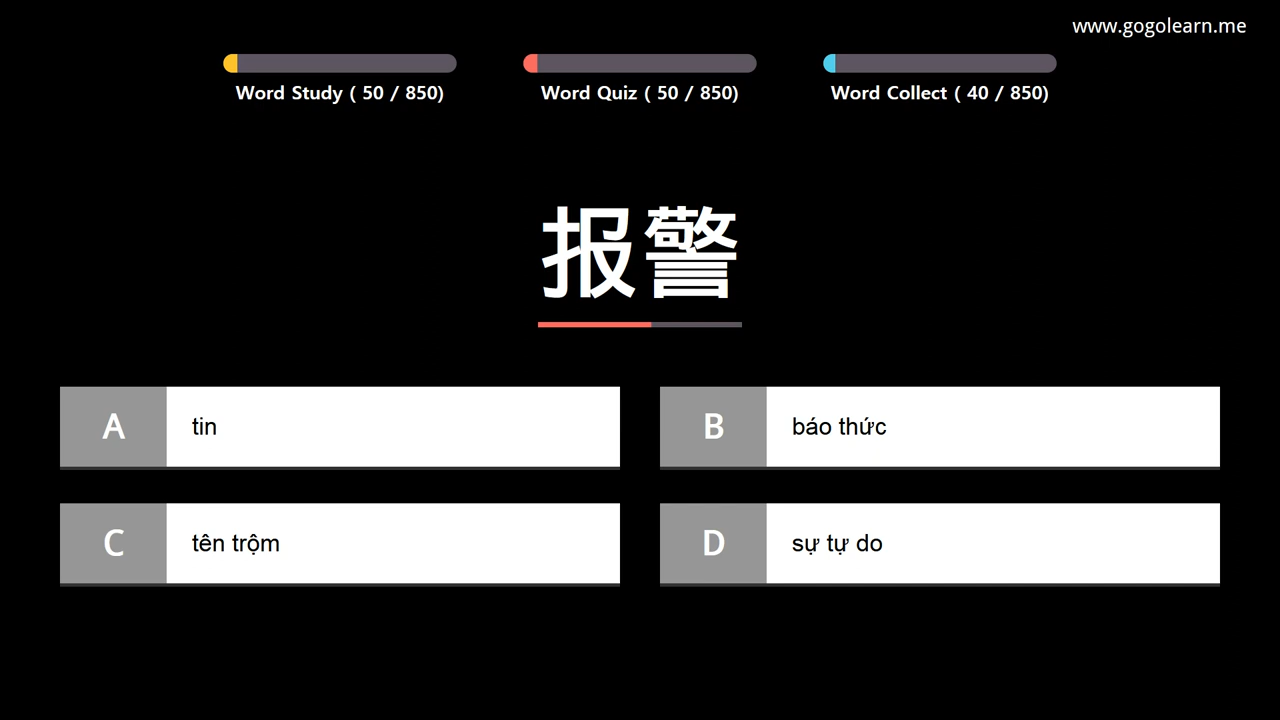 www.gogolearn.me
Word Study ( 50 / 850)
Word Quiz ( 50 / 850)
Word Collect ( 40 / 850)
报警
A tin
B báo thức
C tên trộm
D sự tự do